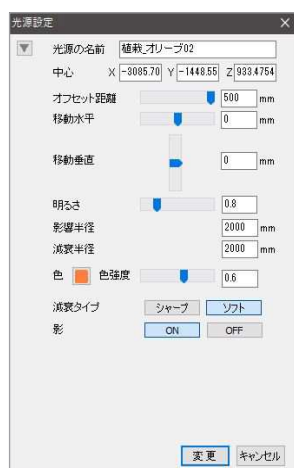 光源設定 ×
光源の名前 植栽_オリーブ02
中心 X -3085.70 Y -1448.55 Z 933.4754
オフセット距離 500 mm
移動水平 0 mm
移動垂直 0 mm
明るさ 0.8
影響半径 2000 mm
減衰半径 2000 mm
色 色強度 0.6
減衰タイプ シャープ ソフト
影 ON OFF
変更 キャンセル